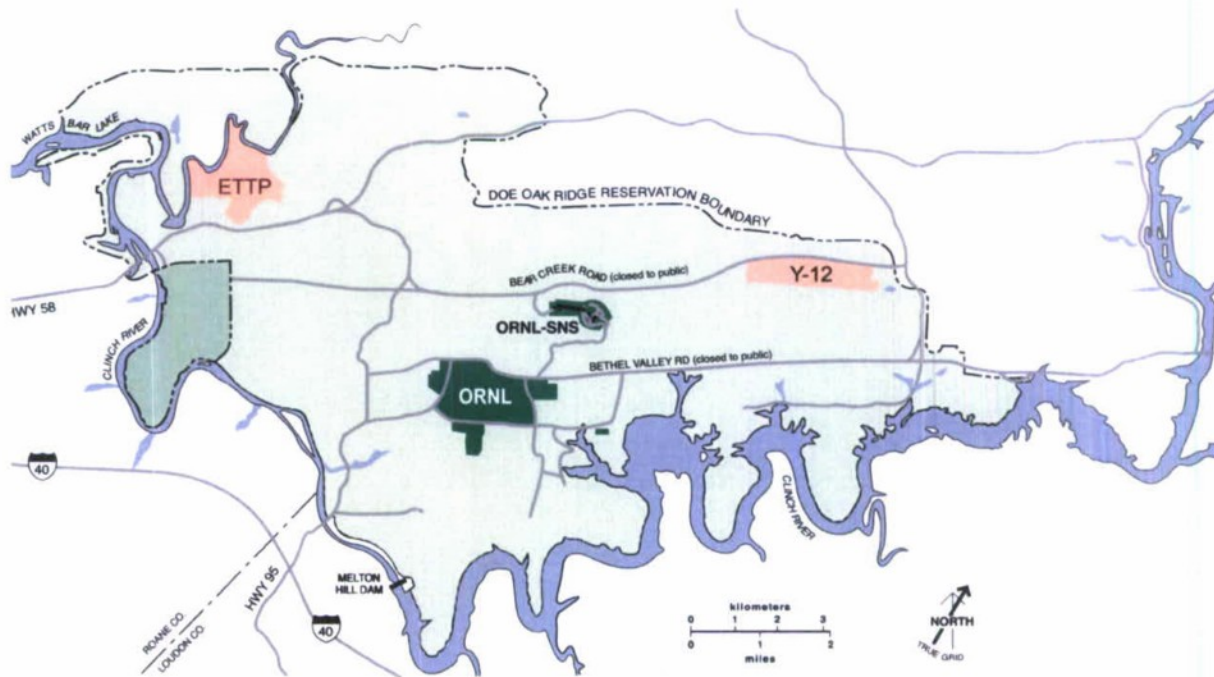 WATTS BAR LAKE
ETTP
DOE OAK RIDGE RESERVATION BOUNDARY
BEAR CREEK ROAD (closed to public)
Y-12
HWY 58
CLINCH RIVER
ORNL-SNS
BETHEL VALLEY RD (closed to public)
ORNL
40
CLINCH RIVER
MELTON
HILL DAM
HWY 95
ROANE CO.
LOUDON CO.
40
kilometers
0 1 2 3
0 1 2
miles
NORTH
TRUE GRID